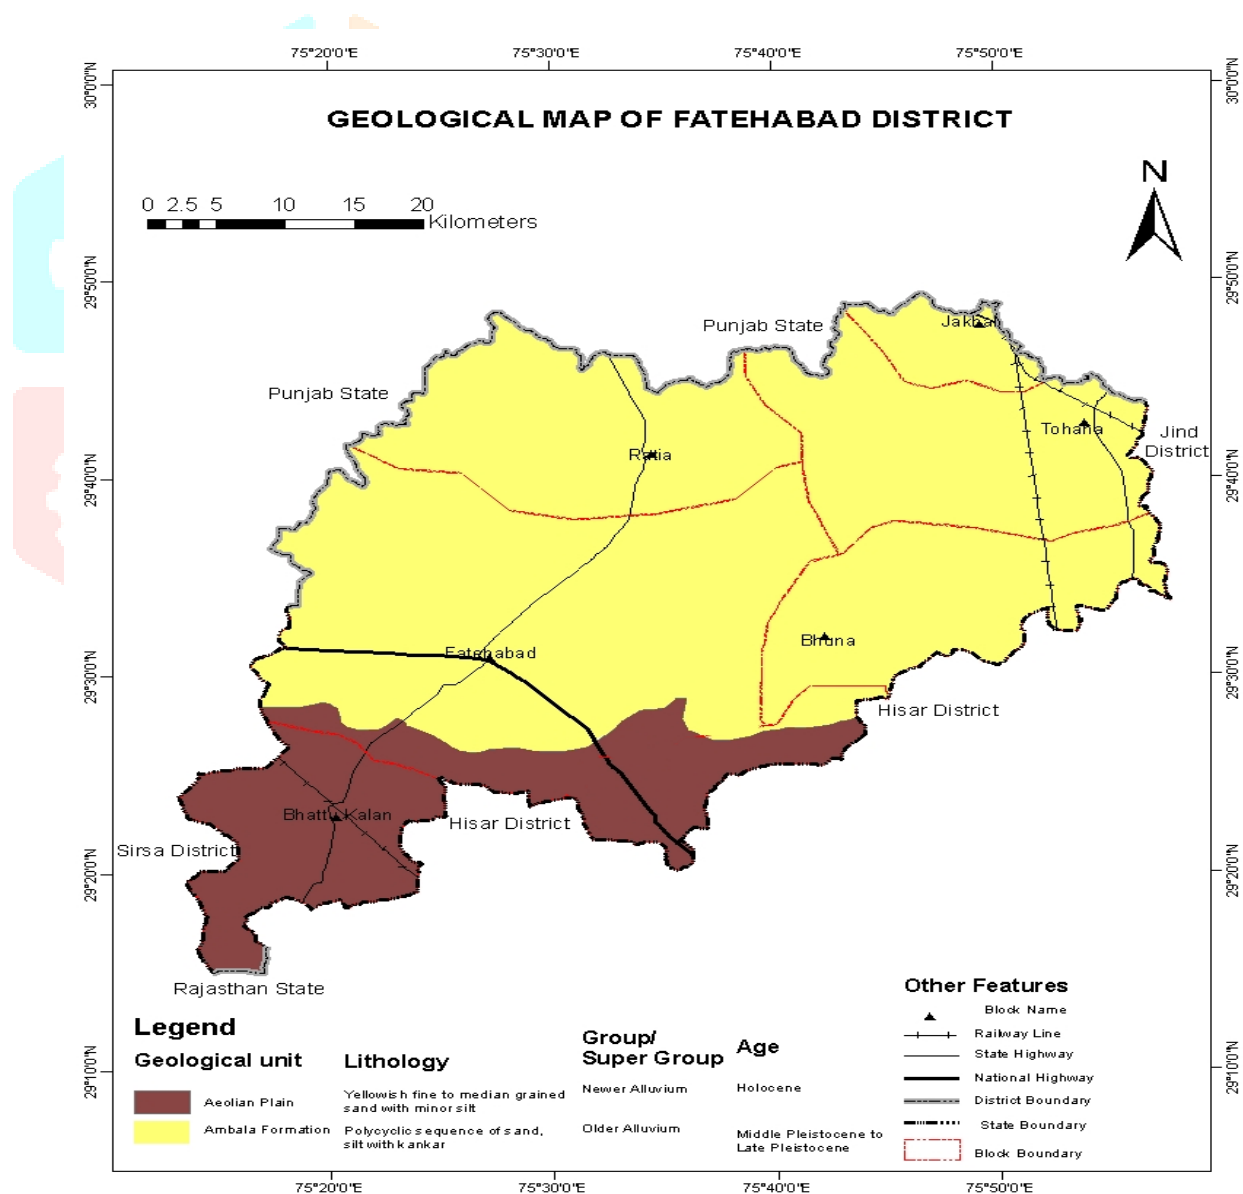 75°20'0"E 75°30'0"E 75°40'0"E 75°50'0"E
30°0'0"N 30°0'0"N
GEOLOGICAL MAP OF FATEHABAD DISTRICT
N
0 2.5 5 10 15 20
Kilometers
29°50'0"N 29°50'0"N
Punjab State
Jakhal
Punjab State
Tohana
Jind
District
Ratia
29°40'0"N 29°40'0"N
Bhuna
Fatehabad
29°30'0"N 29°30'0"N
Hisar District
Bhattu Kalan
Hisar District
Sirsa District
29°20'0"N 29°20'0"N
Rajasthan State
Legend
Geological unit
Aeolian Plain
Ambala Formation
Lithology
Yellowish fine to median grained
sand with minor silt
Polycyclic sequence of sand,
silt with kankar
Group/
Super Group
Newer Alluvium
Older Alluvium
Age
Holocene
Middle Pleistocene to
Late Pleistocene
Other Features
Block Name
Railway Line
State Highway
National Highway
District Boundary
State Boundary
Block Boundary
29°10'0"N 29°10'0"N
75°20'0"E 75°30'0"E 75°40'0"E 75°50'0"E